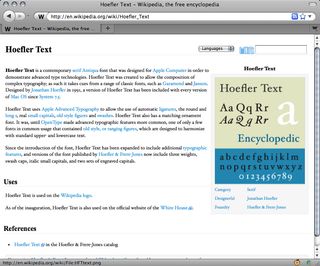 Hoefler Text – Wikipedia, the free encyclopedia
http://en.wikipedia.org/wiki/Hoefler_Text
Hoefler Text – Wikipedia, the free ...
Hoefler Text
Languages
Hoefler Text is a contemporary serif Antiqua font that was designed for Apple Computer in order to
demonstrate advanced type technologies. Hoefler Text was created to allow the composition of
complex typography; as such it takes cues from a range of classic fonts, such as Garamond and Janson.
Designed by Jonathan Hoefler in 1991, a version of Hoefler Text has been included with every version
of Mac OS since System 7.5.
Hoefler Text uses Apple Advanced Typography to allow the use of automatic ligatures, the round and
long s, real small capitals, old style figures and swashes. Hoefler Text also has a matching ornament
font. It was, until OpenType made advanced typographic features more common, one of only a few
fonts in common usage that contained old style, or ranging figures, which are designed to harmonize
with standard upper- and lowercase text.
Since the introduction of the font, Hoefler Text has been expanded to include additional typographic
features, and versions of the font published by Hoefler & Frere-Jones now include three weights,
swash caps, italic small capitals, and two sets of engraved capitals.
Hoefler Text
Hoefler Text
Aa Qq Rr
Aa Qq Rr
a
Encyclopedic
abcdefghijklm
nopqrstuvwxyz
0123456789
Category Serif
Designer(s) Jonathan Hoefler
Foundry Hoefler & Frere-Jones
Uses
Hoefler Text is used on the Wikipedia logo.
As of the inauguration, Hoefler Text is also used on the official website of the White House.
References
Hoefler Text in the Hoefler & Frere-Jones catalog
http://en.wikipedia.org/wiki/File:HFText.png